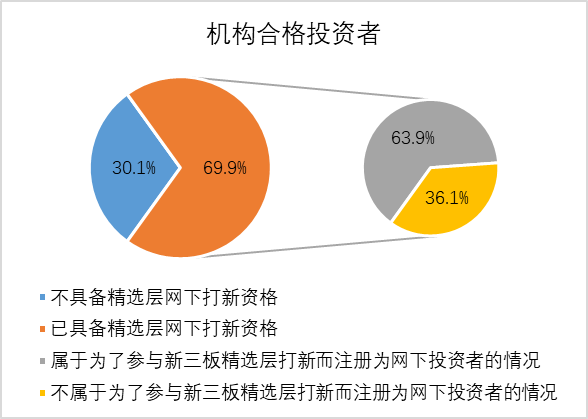 机构合格投资者
30.1%
69.9%
63.9%
36.1%
不具备精选层网下打新资格
已具备精选层网下打新资格
属于为了参与新三板精选层打新而注册为网下投资者的情况
不属于为了参与新三板精选层打新而注册为网下投资者的情况